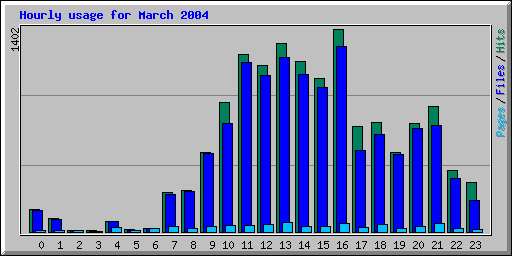 Hourly usage for March 2004
1402
Pages/Files/Hits
0 1 2 3 4 5 6 7 8 9 10 11 12 13 14 15 16 17 18 19 20 21 22 23